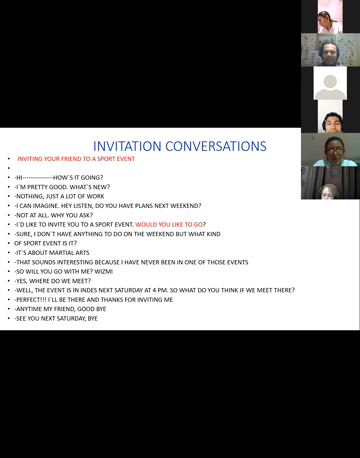 INVITATION CONVERSATIONS
INVITING YOUR FRIEND TO A SPORT EVENT
-HI---------------HOW´S IT GOING?
-I´M PRETTY GOOD. WHAT´S NEW?
-NOTHING, JUST A LOT OF WORK
-I CAN IMAGINE. HEY LISTEN, DO YOU HAVE PLANS NEXT WEEKEND?
-NOT AT ALL. WHY YOU ASK?
-I´D LIKE TO INVITE YOU TO A SPORT EVENT. WOULD YOU LIKE TO GO?
-SURE, I DON´T HAVE ANYTHING TO DO ON THE WEEKEND BUT WHAT KIND
OF SPORT EVENT IS IT?
-IT´S ABOUT MARTIAL ARTS
-THAT SOUNDS INTERESTING BECAUSE I HAVE NEVER BEEN IN ONE OF THOSE EVENTS
-SO WILL YOU GO WITH ME? WIZMI
-YES, WHERE DO WE MEET?
-WELL, THE EVENT IS IN INDES NEXT SATURDAY AT 4 PM. SO WHAT DO YOU THINK IF WE MEET THERE?
-PERFECT!!! I´LL BE THERE AND THANKS FOR INVITING ME
-ANYTIME MY FRIEND, GOOD BYE
-SEE YOU NEXT SATURDAY, BYE